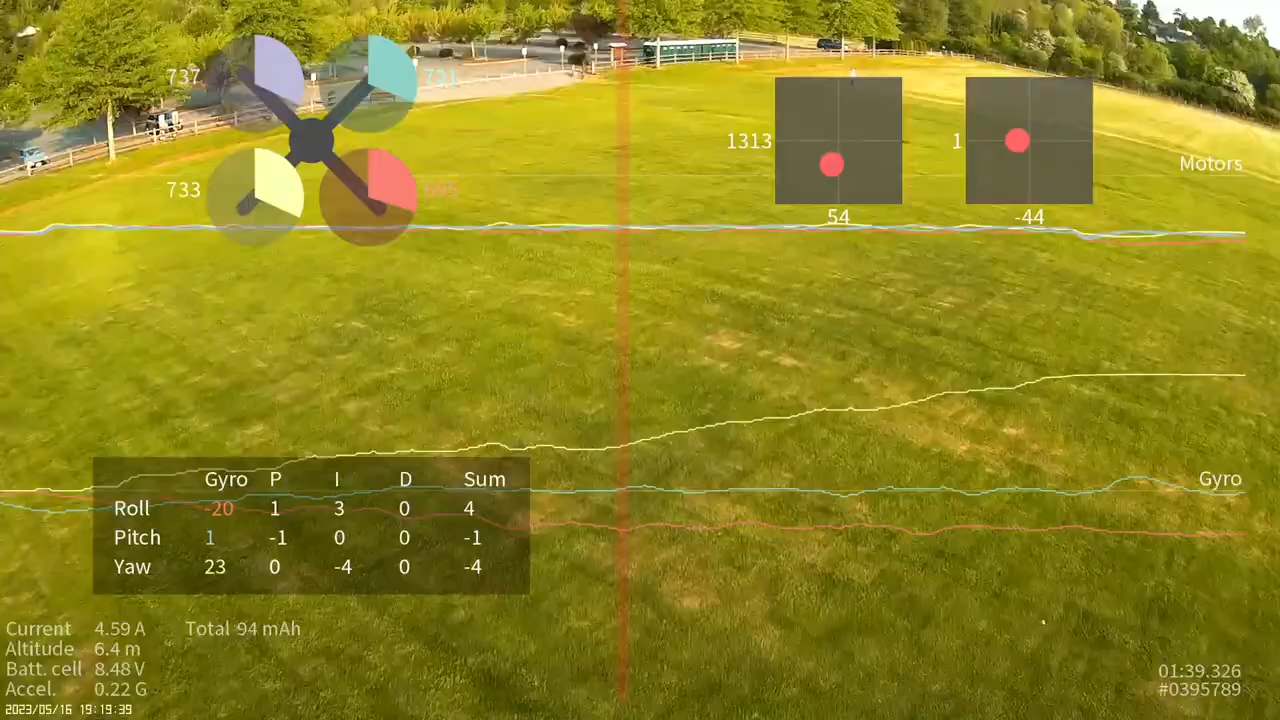 737
721
1313
1
Motors
733
695
54
-44
Gyro P I D Sum
Gyro
Roll -20 1 3 0 4
Pitch 1 -1 0 0 -1
Yaw 23 0 -4 0 -4
Current 4.59 A Total 94 mAh
Altitude 6.4 m
Batt. cell 8.48 V
Accel. 0.22 G
01:39.326
#0395789
2023/05/16 19:19:39